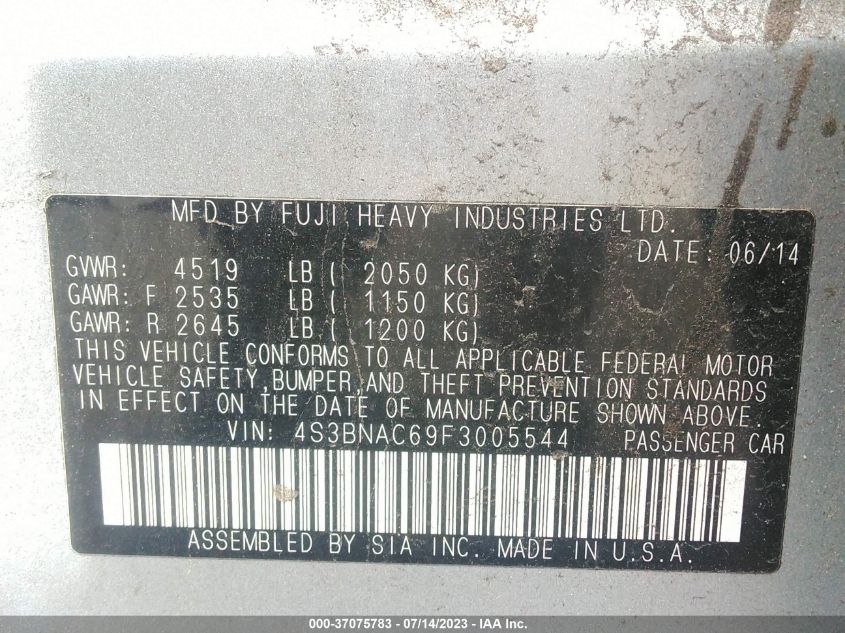 MFD BY FUJI HEAVY INDUSTRIES LTD.
DATE: 06/14
GVWR: 4519 LB ( 2050 KG)
GAWR: F 2535 LB ( 1150 KG)
GAWR: R 2645 LB ( 1200 KG)
THIS VEHICLE CONFORMS TO ALL APPLICABLE FEDERAL MOTOR
VEHICLE SAFETY, BUMPER, AND THEFT PREVENTION STANDARDS
IN EFFECT ON THE DATE OF MANUFACTURE SHOWN ABOVE.
VIN: 4S3BNAC69F3005544 PASSENGER CAR
ASSEMBLED BY SIA INC. MADE IN U.S.A.
000-37075783 - 07/14/2023 - IAA Inc.